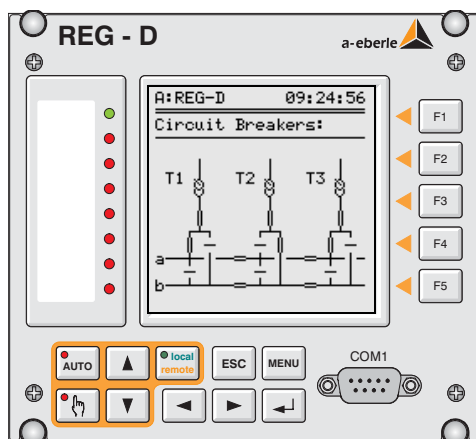 REG - D
a-eberle
A:REG-D 09:24:56
Circuit Breakers:
T1 T2 T3
a
b
F1
F2
F3
F4
F5
AUTO
local
remote
ESC
MENU
COM1